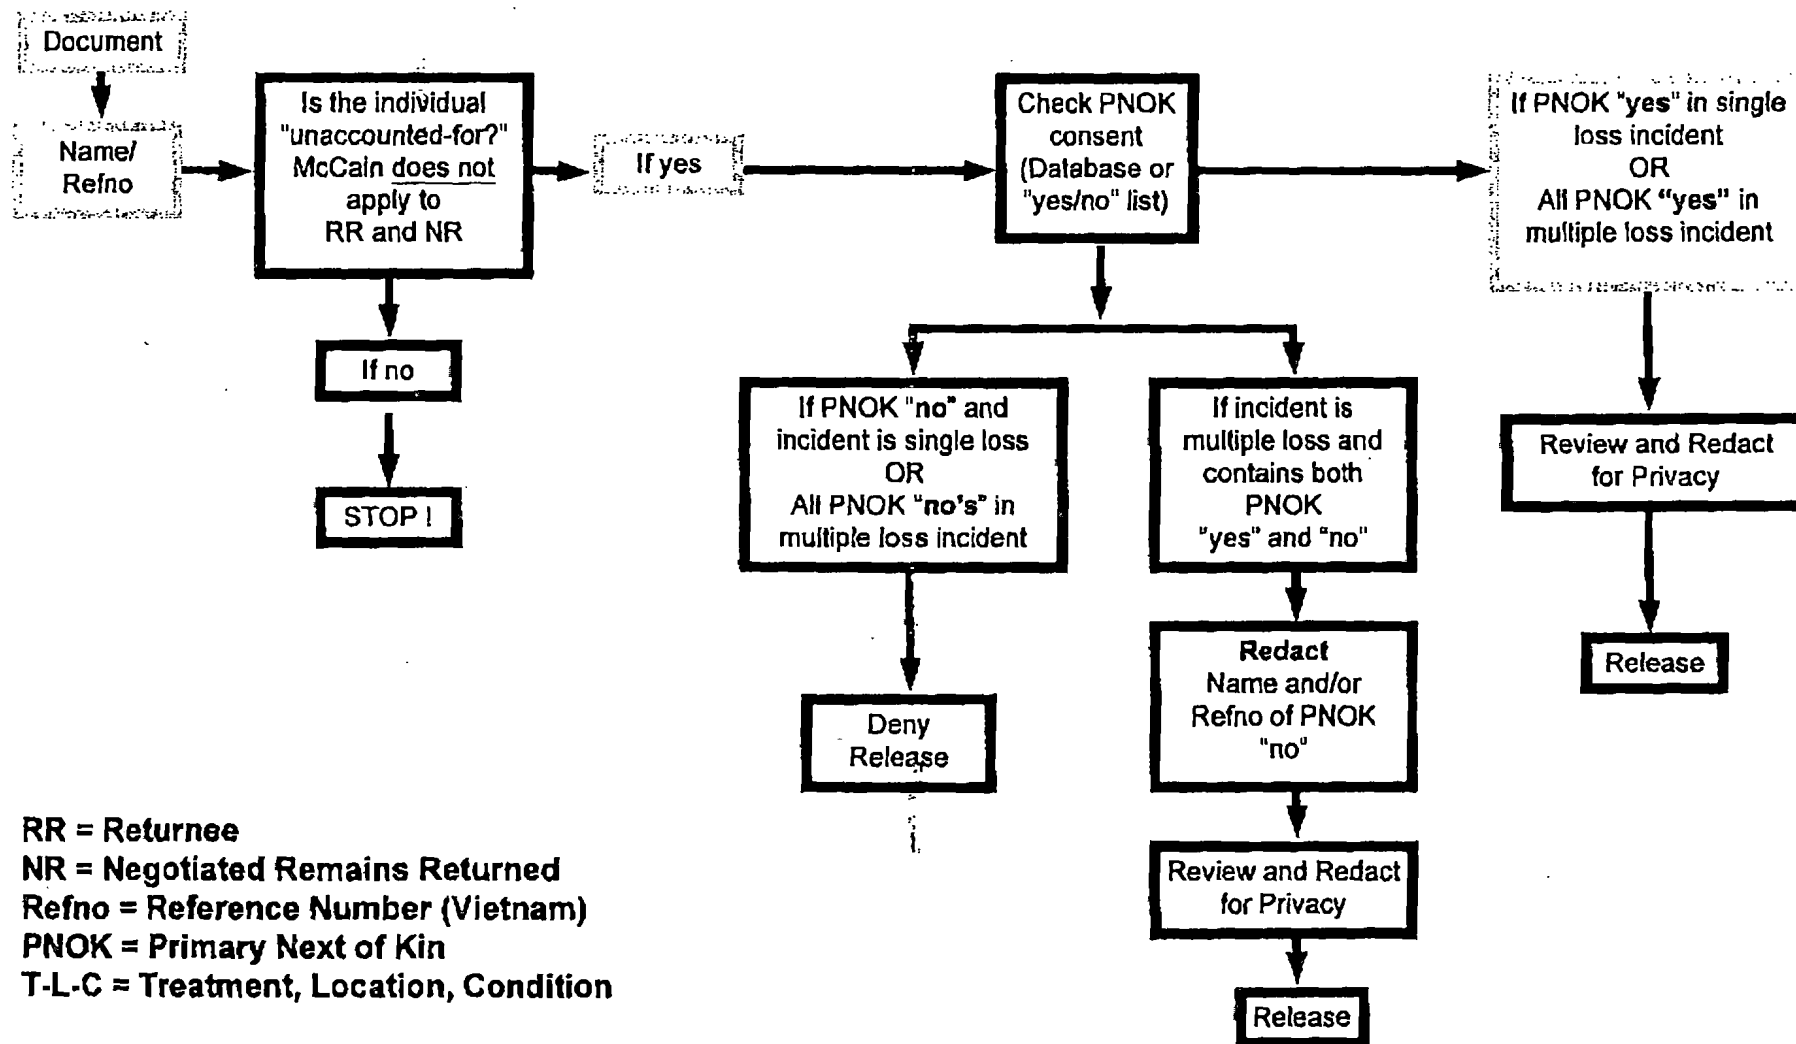 Document
Name/
Refno
Is the individual
"unaccounted-for?"
McCain does not
apply to
RR and NR
If yes
If no
STOP !
Check PNOK
consent
(Database or
"yes/no" list)
If PNOK "no" and
incident is single loss
OR
All PNOK "no's" in
multiple loss incident
Deny
Release
If incident is
multiple loss and
contains both
PNOK
"yes" and "no"
Redact
Name and/or
Refno of PNOK
"no"
Review and Redact
for Privacy
Release
If PNOK "yes" in single
loss incident
OR
All PNOK "yes" in
multiple loss incident
Review and Redact
for Privacy
Release
RR = Returnee
NR = Negotiated Remains Returned
Refno = Reference Number (Vietnam)
PNOK = Primary Next of Kin
T-L-C = Treatment, Location, Condition